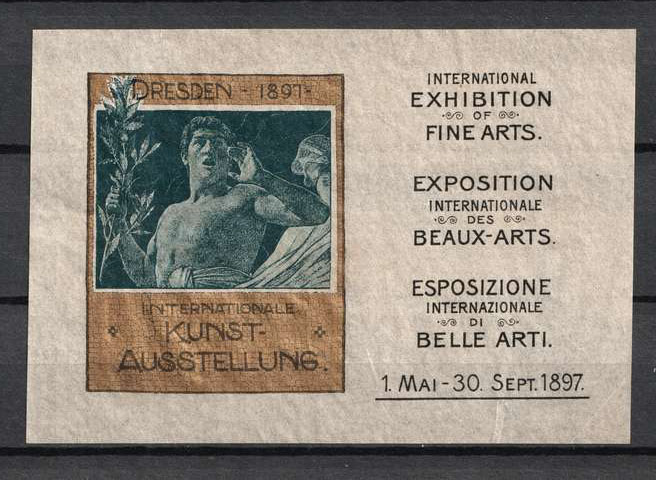 DRESDEN - 1897-
INTERNATIONALE
KUNST-
AUSSTELLUNG.
INTERNATIONAL
EXHIBITION
OF
FINE ARTS.
EXPOSITION
INTERNATIONALE
DES
BEAUX-ARTS.
ESPOSIZIONE
INTERNAZIONALE
DI
BELLE ARTI.
1. MAI - 30. SEPT. 1897.